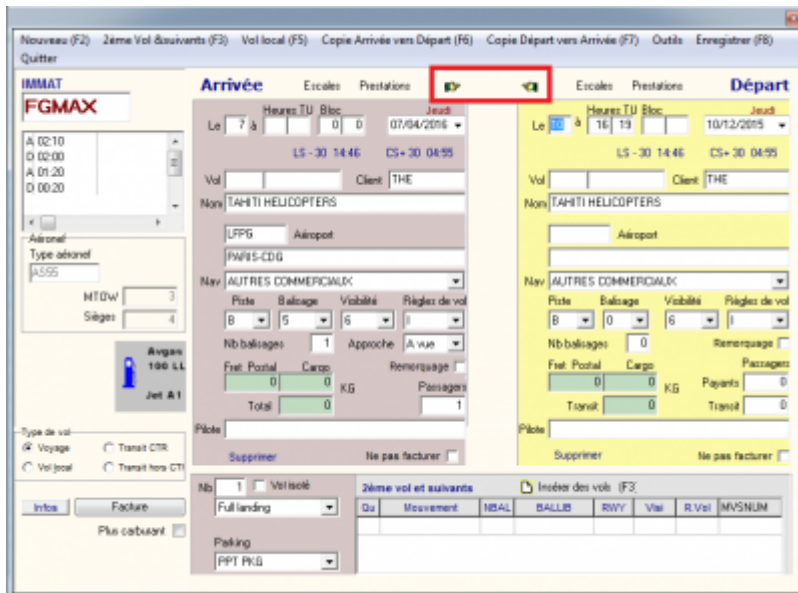 Nouveau (F2) 2ème Vol &suivants (F3) Vol local (F5) Copie Arrivée vers Départ (F6) Copie Départ vers Arrivée (F7) Outils Enregistrer (F8)
Quitter
IMMAT
FGMAX
A 02:10
D 02:00
A 01:20
D 00:20
Aéronef
Type aéronef
AS55
MTOW 3
Sièges 4
Avgas
100 LL
Jet A1
Type de vol
Voyage Transit CTR
Vol local Transit hors CTR
Infos Facture
Plus carburant
Arrivée Escales Prestations
Heures TU Bloc Jeudi
Le 7 à 0 0 07/04/2016
LS - 30 14:46 CS+ 30 04:55
Vol Client THE
Nom TAHITI HELICOPTERS
LFPG Aéroport
PARIS-CDG
Nav AUTRES COMMERCIAUX
Piste Balisage Visibilité Règles de vol
B 5 6 I
Nb balisages 1 Approche A vue
Fret Postal Cargo Remorquage
0 0 KG Passagers
Total 0 1
Pilote
Supprimer Ne pas facturer
Escales Prestations Départ
Heures TU Bloc Jeudi
Le 10 à 16 19 10/12/2015
LS - 30 14:46 CS+ 30 04:55
Vol Client THE
Nom TAHITI HELICOPTERS
Aéroport
Nav AUTRES COMMERCIAUX
Piste Balisage Visibilité Règles de vol
B 0 6 I
Nb balisages 0 Remorquage
Fret Postal Cargo Passagers
0 0 KG Payants 0
Transit 0 Transit 0
Pilote
Supprimer Ne pas facturer
Nb 1 Vol isolé
Full landing
Parking
PPT PKG
2ème vol et suivants Insérer des vols (F3)
Qu Mouvement NBAL BALLIB RWY Visi R.Vol MVSNUM